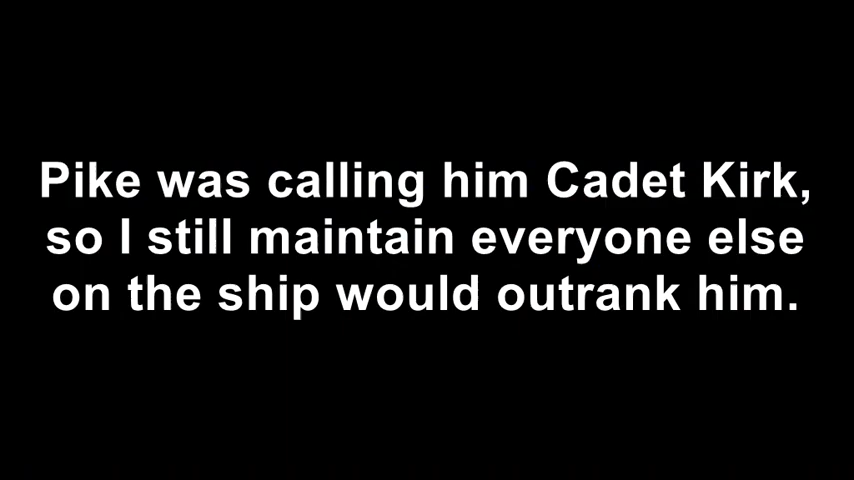 Pike was calling him Cadet Kirk,
so I still maintain everyone else
on the ship would outrank him.